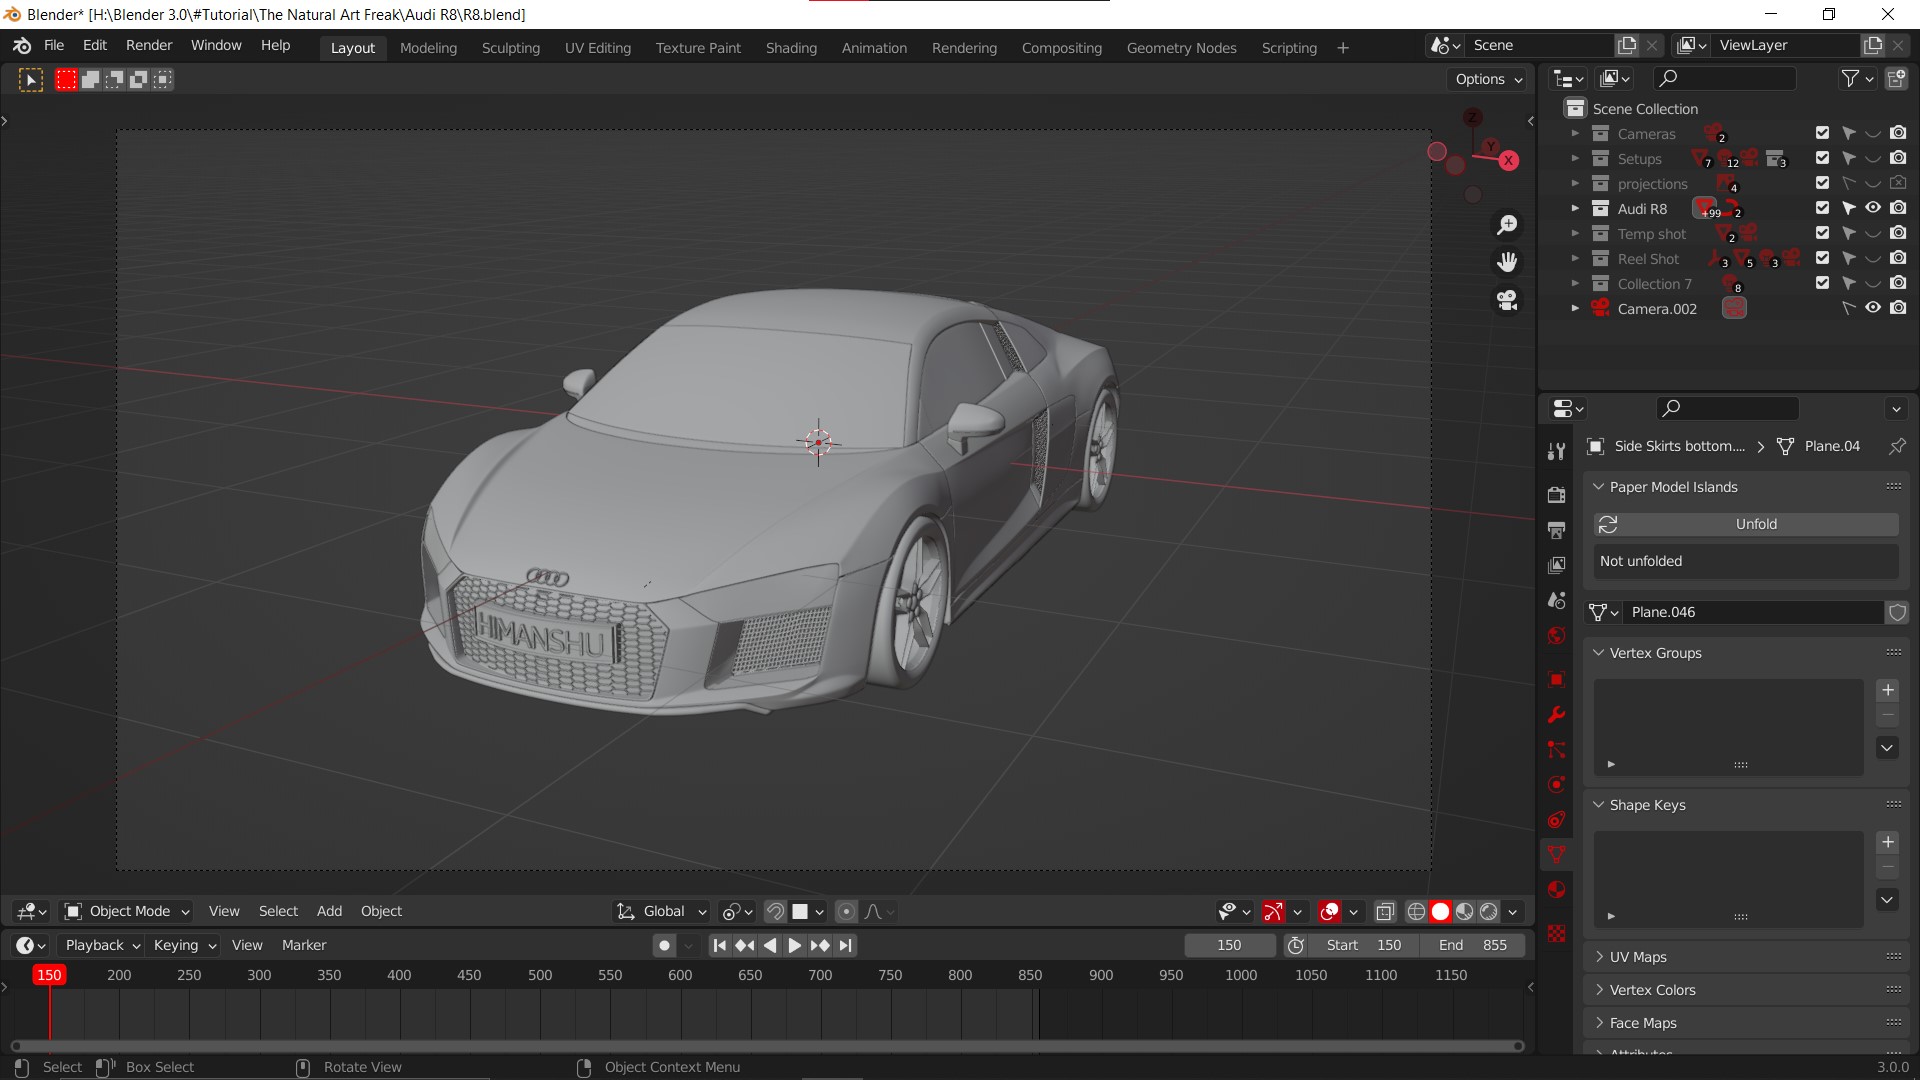 Blender* [H:\Blender 3.0\#Tutorial\The Natural Art Freak\Audi R8\R8.blend]
File Edit Render Window Help Layout Modeling Sculpting UV Editing Texture Paint Shading Animation Rendering Compositing Geometry Nodes Scripting + Scene ViewLayer
Options
Scene Collection
Cameras 2
Setups 7 12 3
projections 4
Audi R8 +99 2
Temp shot 2
Reel Shot 3 5 3
Collection 7 8
Camera.002
Z
Y
X
HIMANSHU
Side Skirts bottom.... > Plane.04
Paper Model Islands
Unfold
Not unfolded
Plane.046
Vertex Groups
Shape Keys
UV Maps
Vertex Colors
Face Maps
Attributes
Object Mode View Select Add Object Global
Playback Keying View Marker 150 Start 150 End 855
150 200 250 300 350 400 450 500 550 600 650 700 750 800 850 900 950 1000 1050 1100 1150
Select Box Select Rotate View Object Context Menu 3.0.0